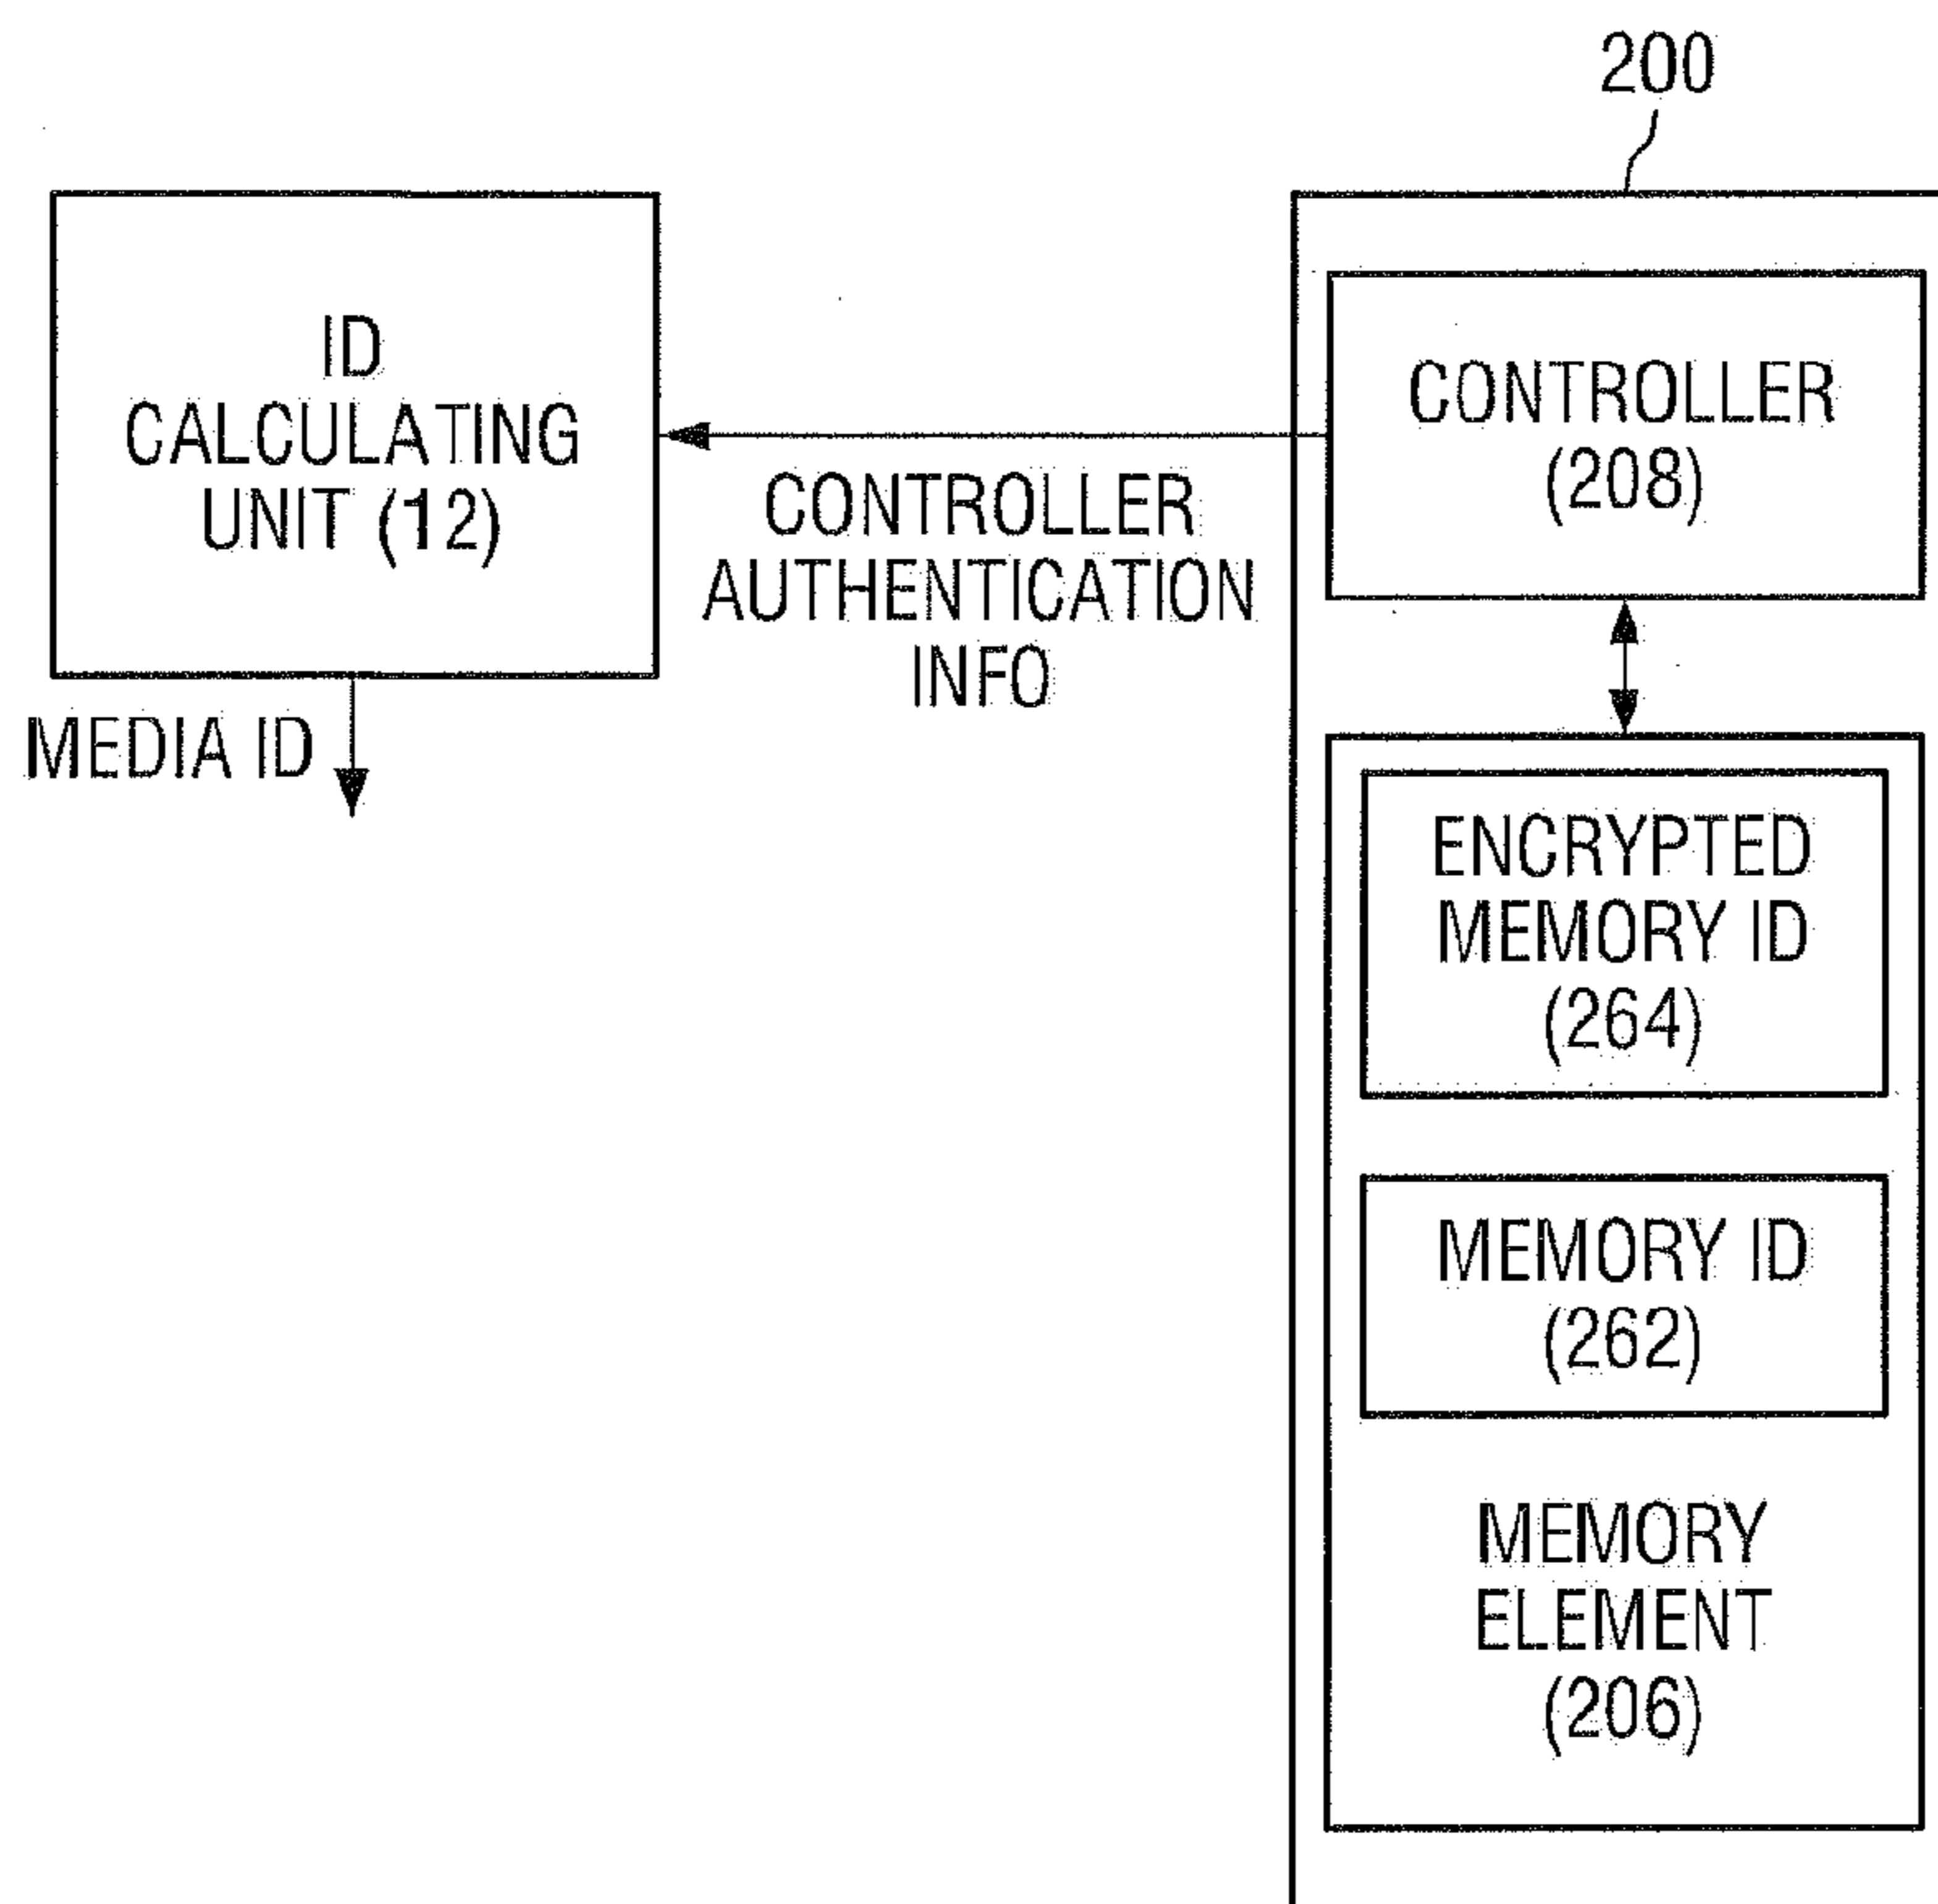 200
ID
CALCULATING
UNIT (12)
CONTROLLER
AUTHENTICATION
INFO
MEDIA ID
CONTROLLER
(208)
ENCRYPTED
MEMORY ID
(264)
MEMORY ID
(262)
MEMORY
ELEMENT
(206)